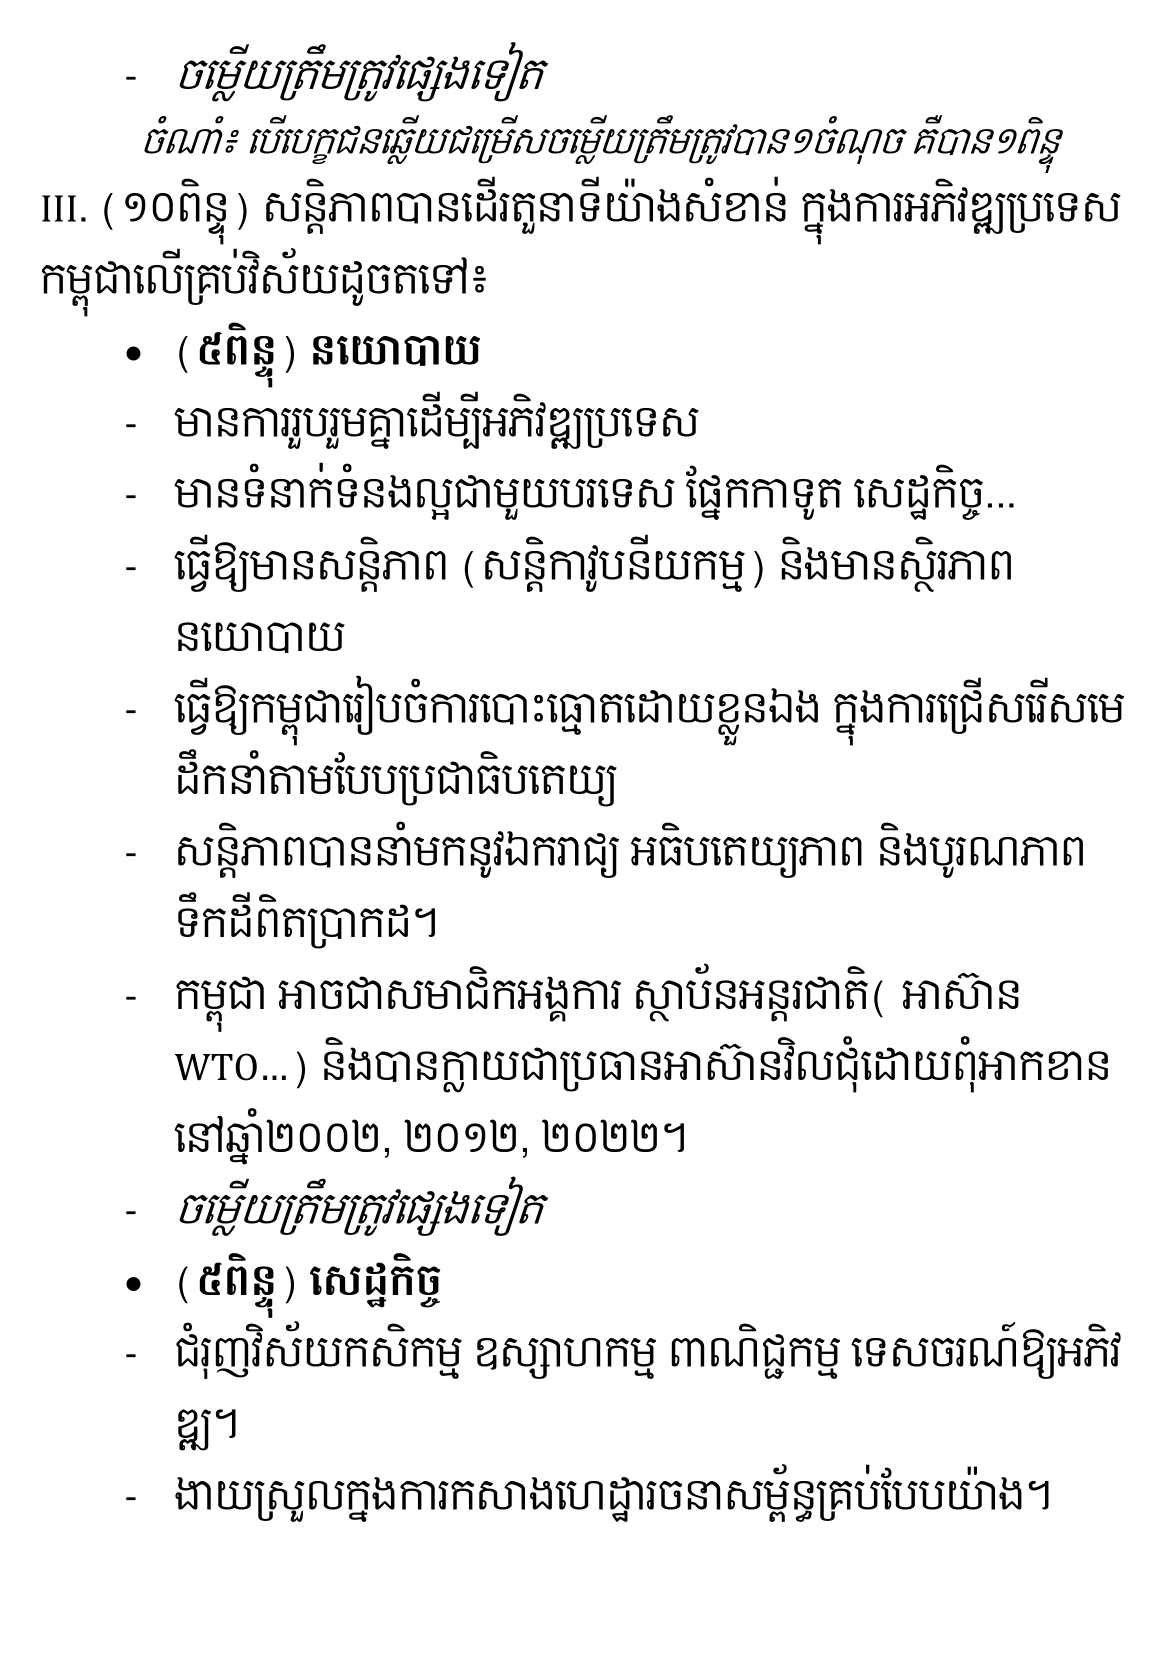 - ចម្លើយត្រឹមត្រូវផ្សេងទៀត
ចំណាំ៖ បើបេក្ខជនឆ្លើយជម្រើសចម្លើយត្រឹមត្រូវបាន១ចំណុច គឺបាន១ពិន្ទុ
III. (១០ពិន្ទុ) សន្តិភាពបានដើរតួនាទីយ៉ាងសំខាន់ ក្នុងការអភិវឌ្ឍប្រទេស
កម្ពុជាលើគ្រប់វិស័យដូចតទៅ៖
• (៥ពិន្ទុ) នយោបាយ
- មានការរួបរួមគ្នាដើម្បីអភិវឌ្ឍប្រទេស
- មានទំនាក់ទំនងល្អជាមួយបរទេស ផ្នែកកាទូត សេដ្ឋកិច្ច...
- ធ្វើឱ្យមានសន្តិភាព (សន្តិកាវូបនីយកម្ម) និងមានស្ថិរភាព
នយោបាយ
- ធ្វើឱ្យកម្ពុជារៀបចំការបោះឆ្នោតដោយខ្លួនឯង ក្នុងការជ្រើសរើសមេ
ដឹកនាំតាមបែបប្រជាធិបតេយ្យ
- សន្តិភាពបាននាំមកនូវឯករាជ្យ អធិបតេយ្យភាព និងបូរណភាព
ទឹកដីពិតប្រាកដ។
- កម្ពុជា អាចជាសមាជិកអង្គការ ស្ថាប័នអន្តរជាតិ( អាស៊ាន
WTO...) និងបានក្លាយជាប្រធានអាស៊ានវិលជុំដោយពុំអាកខាន
នៅឆ្នាំ២០០២, ២០១២, ២០២២។
- ចម្លើយត្រឹមត្រូវផ្សេងទៀត
• (៥ពិន្ទុ) សេដ្ឋកិច្ច
- ជំរុញវិស័យកសិកម្ម ឧស្សាហកម្ម ពាណិជ្ជកម្ម ទេសចរណ៍ឱ្យអភិវ
ឌ្ឍ។
- ងាយស្រួលក្នុងការកសាងហេដ្ឋារចនាសម្ព័ន្ធគ្រប់បែបយ៉ាង។